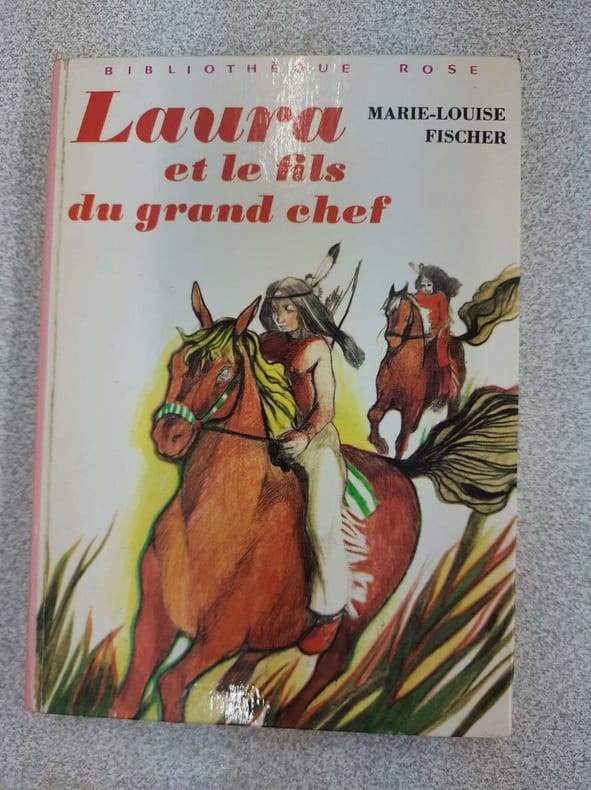 BIBLIOTHÈQUE ROSE
Laura
MARIE-LOUISE
FISCHER
et le fils
du grand chef